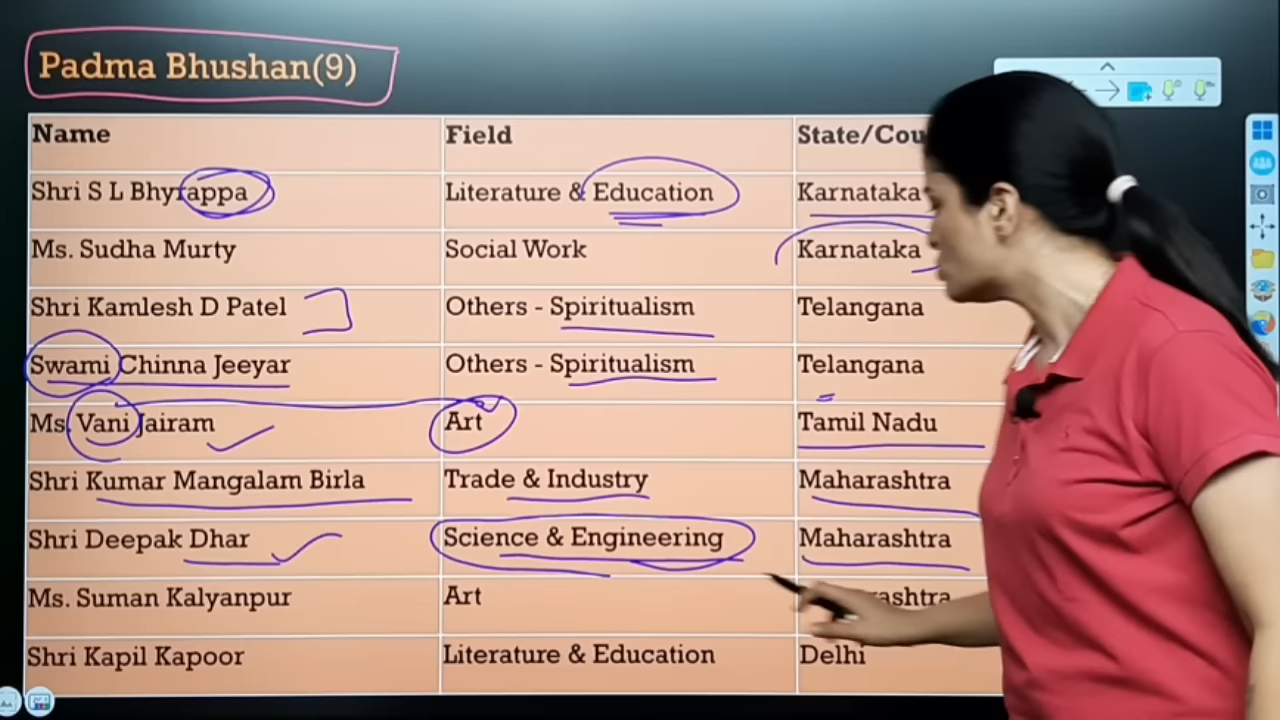 Padma Bhushan(9)
Name Field State/Cou
Shri S L Bhyrappa Literature & Education Karnataka
Ms. Sudha Murty Social Work Karnataka
Shri Kamlesh D Patel Others - Spiritualism Telangana
Swami Chinna Jeeyar Others - Spiritualism Telangana
Ms. Vani Jairam Art Tamil Nadu
Shri Kumar Mangalam Birla Trade & Industry Maharashtra
Shri Deepak Dhar Science & Engineering Maharashtra
Ms. Suman Kalyanpur Art
Shri Kapil Kapoor Literature & Education Delhi